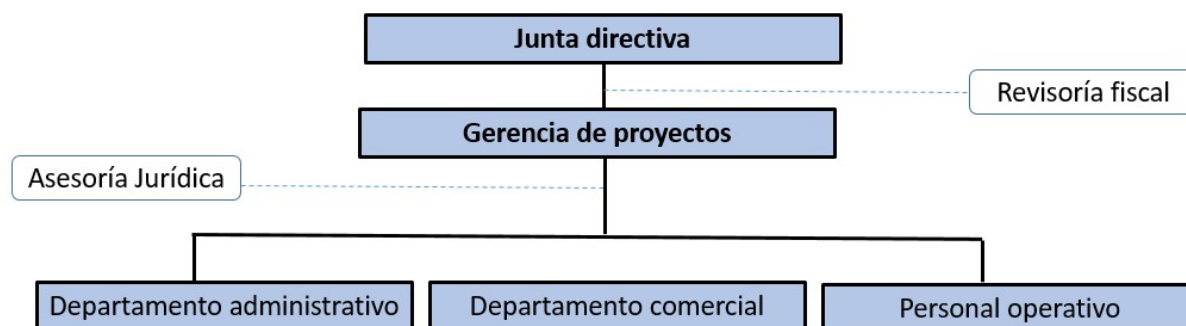 Junta directiva
Revisoría fiscal
Gerencia de proyectos
Asesoría Jurídica
Departamento administrativo
Departamento comercial
Personal operativo